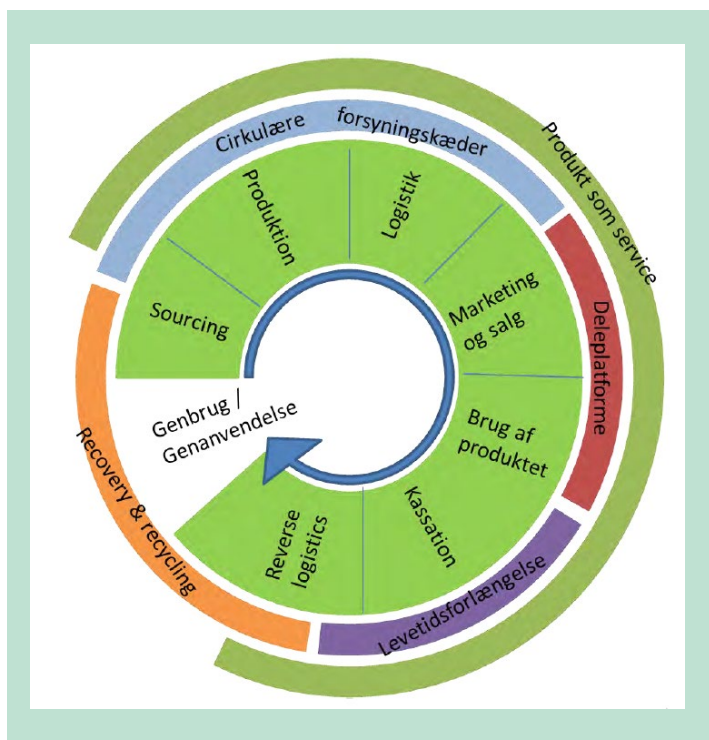 Produkt som service
Cirkulære forsyningskæder
Deleplatforme
Levetidsforlængelse
Recovery & recycling
Sourcing
Produktion
Logistik
Marketing
og salg
Brug af
produktet
Kassation
Reverse
logistics
Genbrug /
Genanvendelse